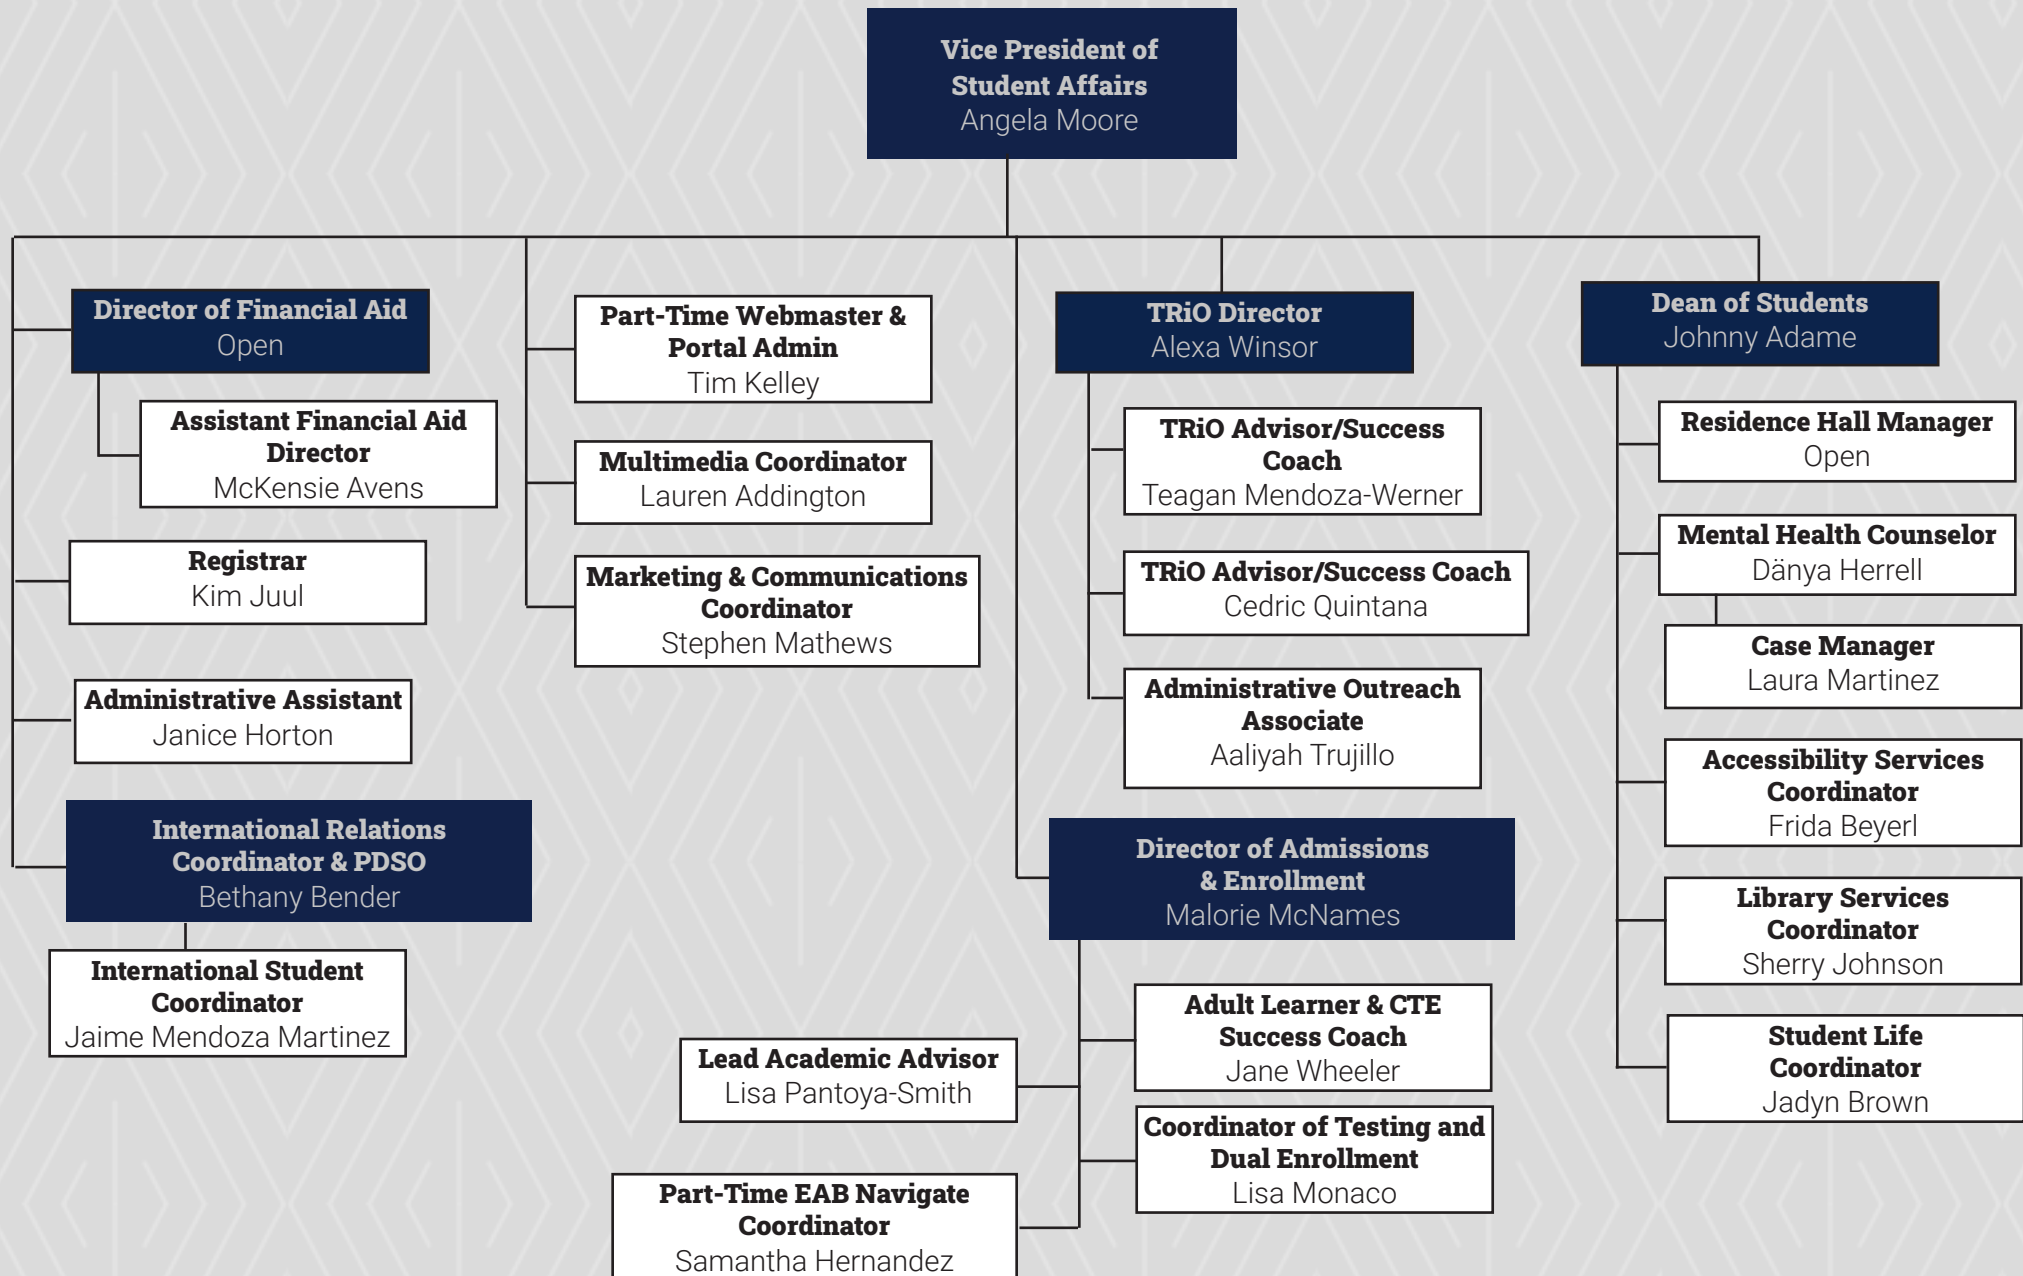 Vice President of
Student Affairs
Angela Moore
Director of Financial Aid
Open
Assistant Financial Aid
Director
McKensie Avens
Registrar
Kim Juul
Administrative Assistant
Janice Horton
International Relations
Coordinator & PDSO
Bethany Bender
International Student
Coordinator
Jaime Mendoza Martinez
Part-Time Webmaster &
Portal Admin
Tim Kelley
Multimedia Coordinator
Lauren Addington
Marketing & Communications
Coordinator
Stephen Mathews
TRiO Director
Alexa Winsor
TRiO Advisor/Success
Coach
Teagan Mendoza-Werner
TRiO Advisor/Success Coach
Cedric Quintana
Administrative Outreach
Associate
Aaliyah Trujillo
Director of Admissions
& Enrollment
Malorie McNames
Adult Learner & CTE
Success Coach
Jane Wheeler
Lead Academic Advisor
Lisa Pantoya-Smith
Coordinator of Testing and
Dual Enrollment
Lisa Monaco
Part-Time EAB Navigate
Coordinator
Samantha Hernandez
Dean of Students
Johnny Adame
Residence Hall Manager
Open
Mental Health Counselor
Dänya Herrell
Case Manager
Laura Martinez
Accessibility Services
Coordinator
Frida Beyerl
Library Services
Coordinator
Sherry Johnson
Student Life
Coordinator
Jadyn Brown